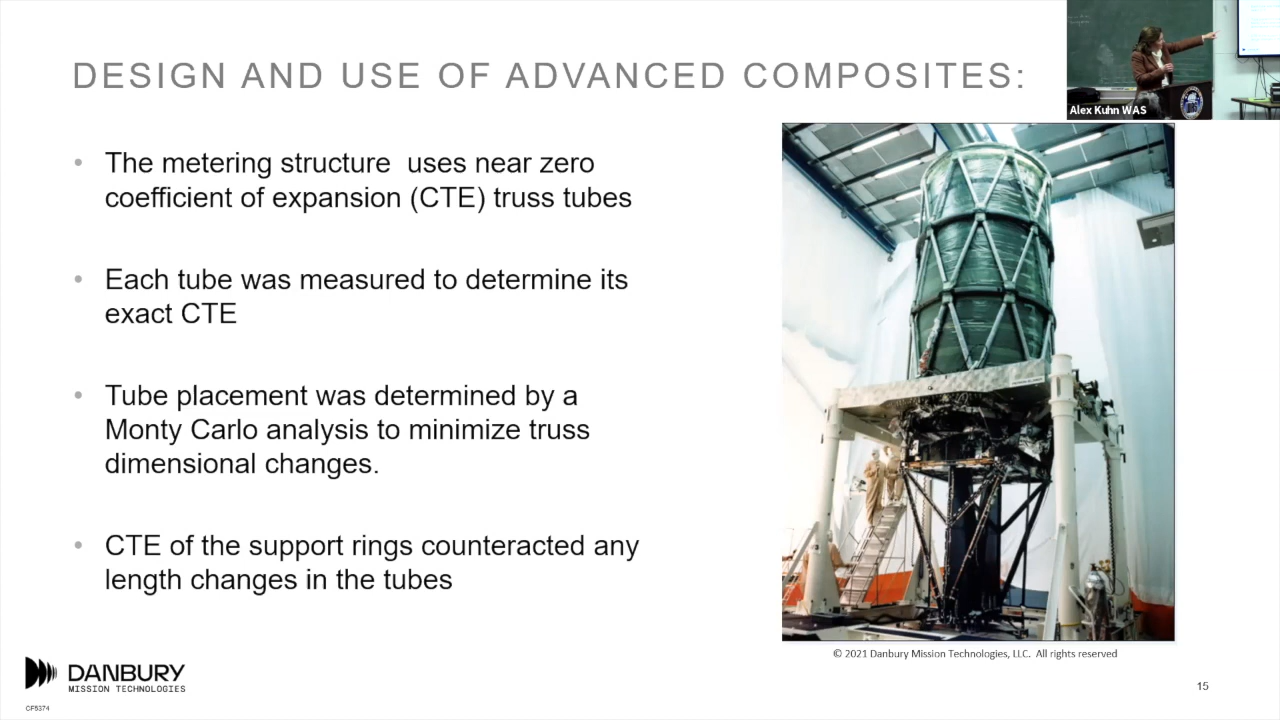 DESIGN AND USE OF ADVANCED COMPOSITES:
Alex Kuhn WAS
• The metering structure uses near zero
coefficient of expansion (CTE) truss tubes
• Each tube was measured to determine its
exact CTE
• Tube placement was determined by a
Monty Carlo analysis to minimize truss
dimensional changes.
• CTE of the support rings counteracted any
length changes in the tubes
© 2021 Danbury Mission Technologies, LLC. All rights reserved
DANBURY
MISSION TECHNOLOGIES
15
CF5374